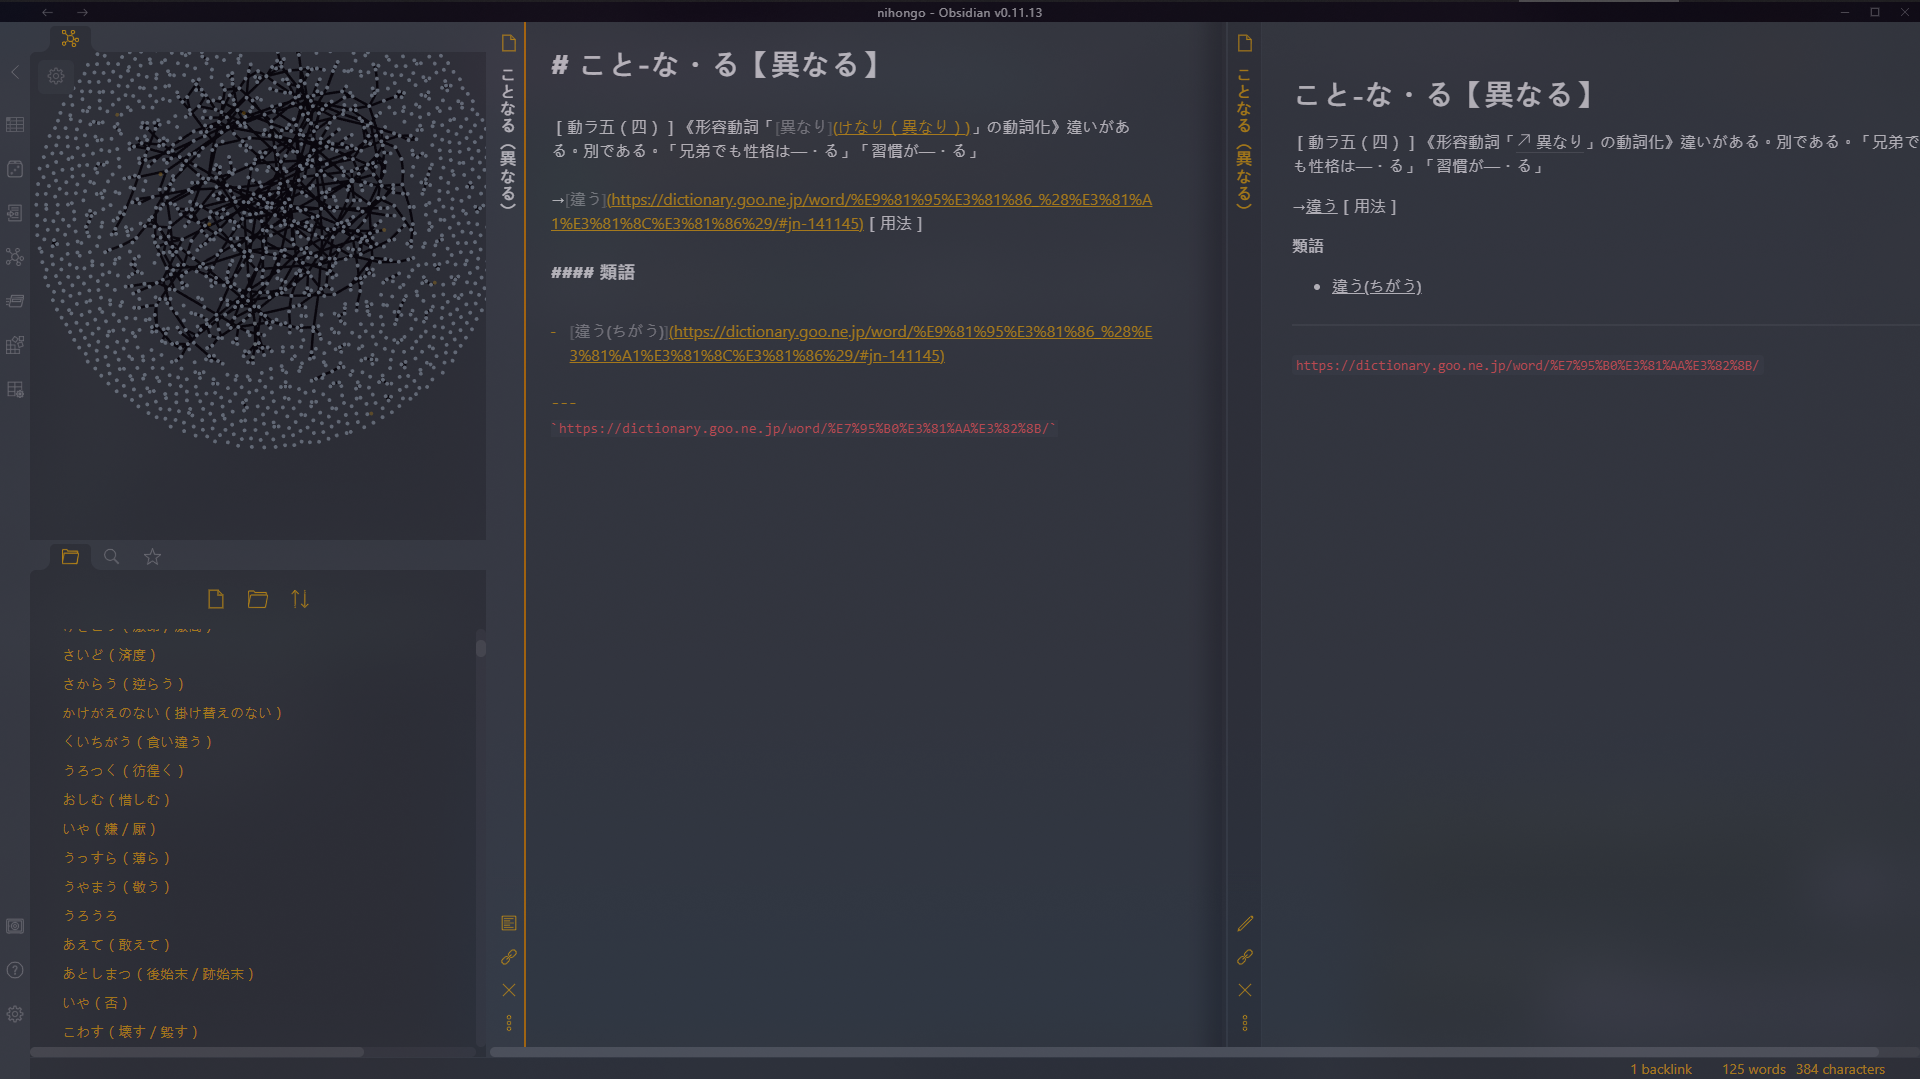 nihongo - Obsidian v0.11.13
ことなる（異なる）
# こと-な・る【異なる】
［動ラ五（四）］《形容動詞「[異なり](けなり（異なり）)」の動詞化》違いがあ
る。別である。「兄弟でも性格は―・る」「習慣が―・る」
→[違う](https://dictionary.goo.ne.jp/word/%E9%81%95%E3%81%86_%28%E3%81%A
1%E3%81%8C%E3%81%86%29/#jn-141145)［用法］
#### 類語
- [違う(ちがう)](https://dictionary.goo.ne.jp/word/%E9%81%95%E3%81%86_%28%E
3%81%A1%E3%81%8C%E3%81%86%29/#jn-141145)
---
`https://dictionary.goo.ne.jp/word/%E7%95%B0%E3%81%AA%E3%82%8B/`
ことなる（異なる）
こと-な・る【異なる】
［動ラ五（四）］《形容動詞「異なり」の動詞化》違いがある。別である。「兄弟で
も性格は―・る」「習慣が―・る」
→違う［用法］
類語
• 違う(ちがう)
https://dictionary.goo.ne.jp/word/%E7%95%B0%E3%81%AA%E3%82%8B/
さいど（済度）
さからう（逆らう）
かけがえのない（掛け替えのない）
くいちがう（食い違う）
うろつく（彷徨く）
おしむ（惜しむ）
いや（嫌／厭）
うっすら（薄ら）
うやまう（敬う）
うろうろ
あえて（敢えて）
あとしまつ（後始末／跡始末）
いや（否）
こわす（壊す／毀す）
1 backlink
125 words
384 characters